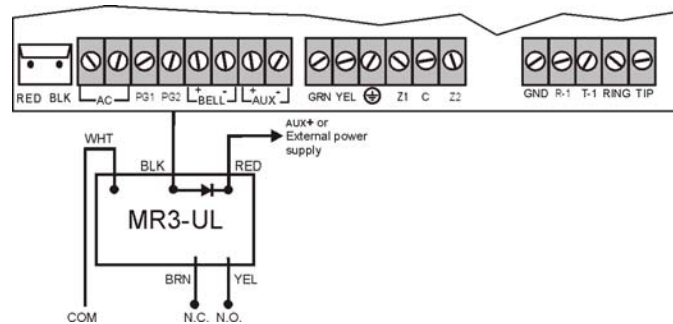 RED BLK AC PG1 PG2 + BELL - + AUX - GRN YEL Z1 C Z2 GND R-1 T-1 RING TIP
AUX+ or
External power
supply
WHT
BLK
RED
MR3-UL
BRN
YEL
COM
N.C.
N.O.